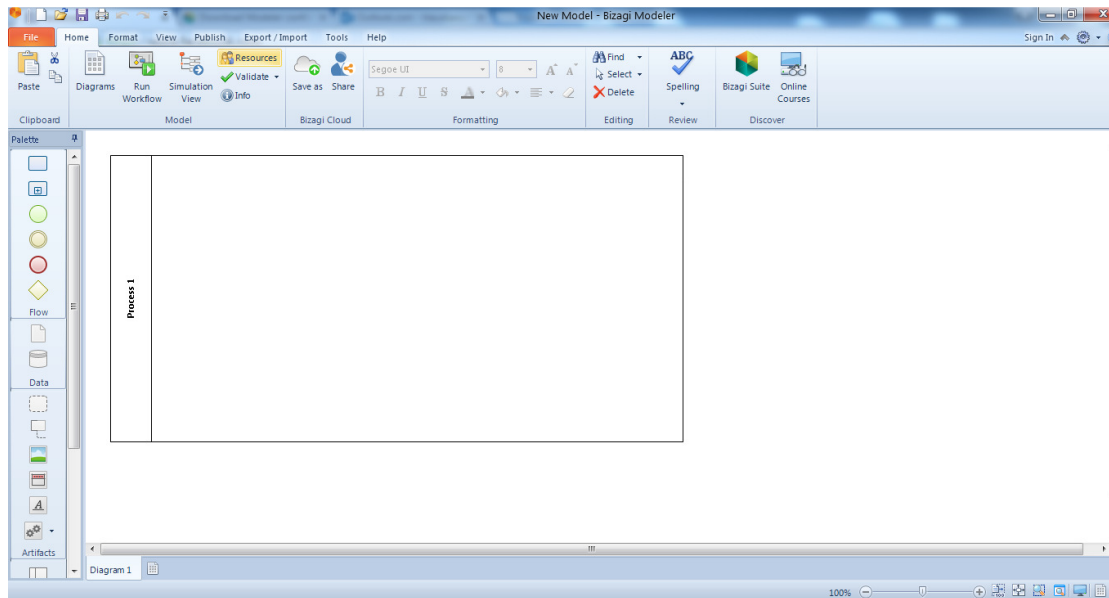 New Model - Bizagi Modeler
File Home Format View Publish Export / Import Tools Help Sign In
Paste
Clipboard
Diagrams
Run Workflow
Simulation View
Resources
Validate
Info
Model
Save as
Share
Bizagi Cloud
Segoe UI 8
B I U S A
Formatting
Find
Select
Delete
Editing
ABC
Spelling
Review
Bizagi Suite
Online Courses
Discover
Palette
Flow
Data
A
Artifacts
Process 1
Diagram 1
100%